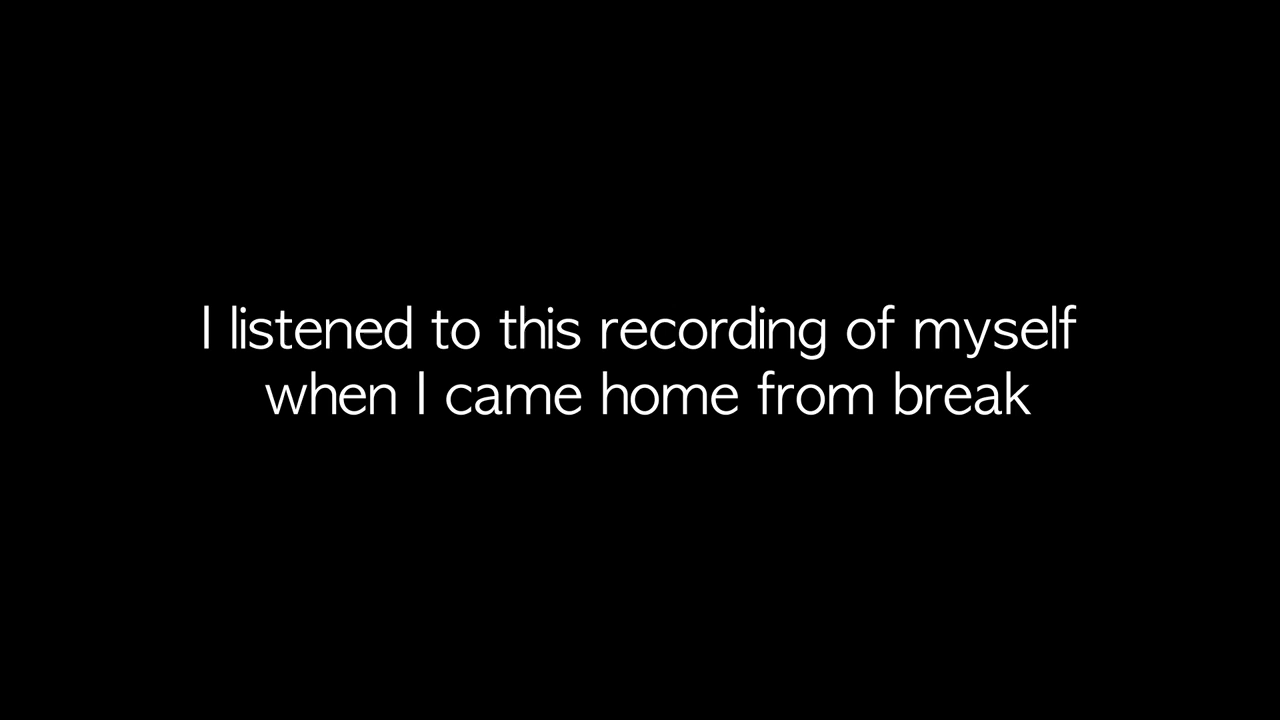 I listened to this recording of myself
when I came home from break